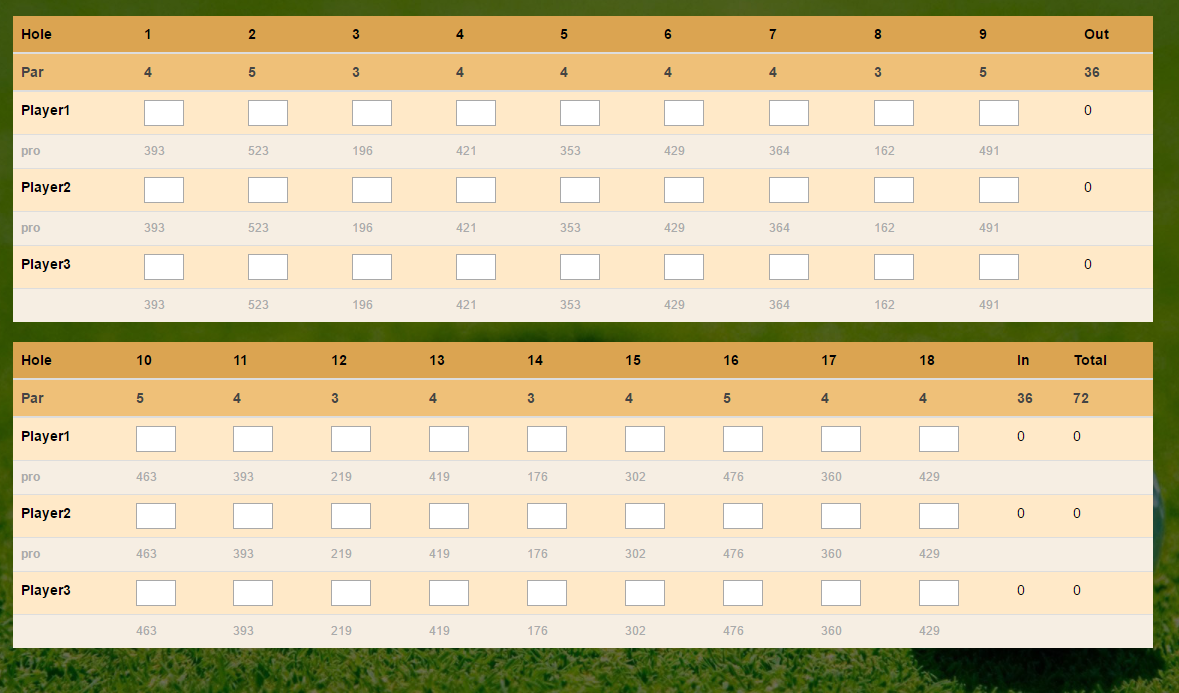 Hole 1 2 3 4 5 6 7 8 9 Out
Par 4 5 3 4 4 4 4 3 5 36
Player1 0
pro 393 523 196 421 353 429 364 162 491
Player2 0
pro 393 523 196 421 353 429 364 162 491
Player3 0
393 523 196 421 353 429 364 162 491
Hole 10 11 12 13 14 15 16 17 18 In Total
Par 5 4 3 4 3 4 5 4 4 36 72
Player1 0 0
pro 463 393 219 419 176 302 476 360 429
Player2 0 0
pro 463 393 219 419 176 302 476 360 429
Player3 0 0
463 393 219 419 176 302 476 360 429